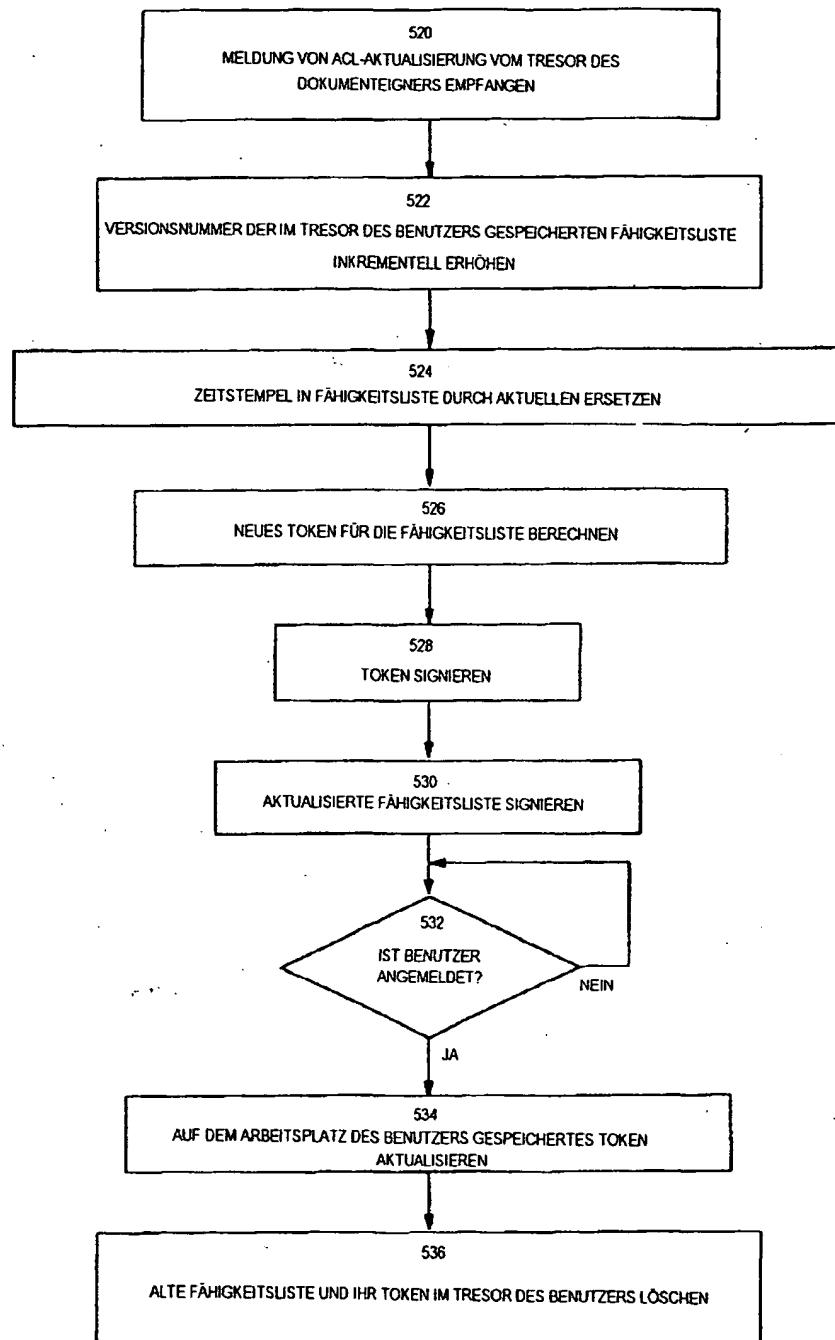 520
MELDUNG VON ACL-AKTUALISIERUNG VOM TRESOR DES
DOKUMENTEIGNERS EMPFANGEN
522
VERSIONSNUMMER DER IM TRESOR DES BENUTZERS GESPEICHERTEN FÄHIGKEITSLISTE
INKREMENTELL ERHÖHEN
524
ZEITSTEMPEL IN FÄHIGKEITSLISTE DURCH AKTUELLEN ERSETZEN
526
NEUES TOKEN FÜR DIE FÄHIGKEITSLISTE BERECHNEN
528
TOKEN SIGNIEREN
530
AKTUALISIERTE FÄHIGKEITSLISTE SIGNIEREN
532
IST BENUTZER
ANGEMELDET?
NEIN
JA
534
AUF DEM ARBEITSPLATZ DES BENUTZERS GESPEICHERTES TOKEN
AKTUALISIEREN
536
ALTE FÄHIGKEITSLISTE UND IHR TOKEN IM TRESOR DES BENUTZERS LÖSCHEN